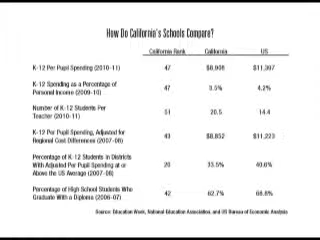 How Do California's Schools Compare?
California Rank California US
K-12 Per Pupil Spending (2010-11) 47 $8,908 $11,397
K-12 Spending as a Percentage of
Personal Income (2009-10) 47 3.5% 4.2%
Number of K-12 Students Per
Teacher (2010-11) 51 20.5 14.4
K-12 Per Pupil Spending, Adjusted for
Regional Cost Differences (2007-08) 43 $8,852 $11,223
Percentage of K-12 Students in Districts
With Adjusted Per Pupil Spending at or
Above the US Average (2007-08) 20 40.0%
Percentage of High School Students Who
Graduate With a Diploma (2006-07) 42 62.7% 68.8%
Source: Education Week, National Education Association, and US Bureau of Economic Analysis